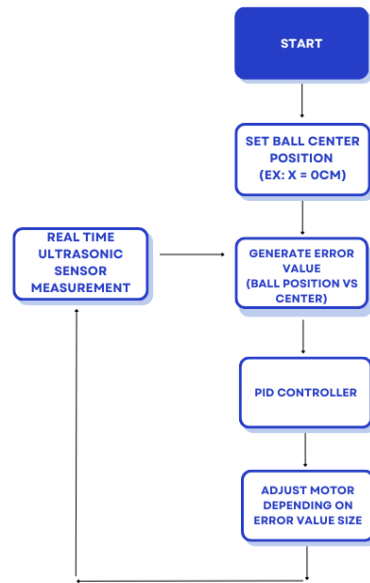 START
SET BALL CENTER
POSITION
(EX: X = 0CM)
REAL TIME
ULTRASONIC
SENSOR
MEASUREMENT
GENERATE ERROR
VALUE
(BALL POSITION VS
CENTER)
PID CONTROLLER
ADJUST MOTOR
DEPENDING ON
ERROR VALUE SIZE